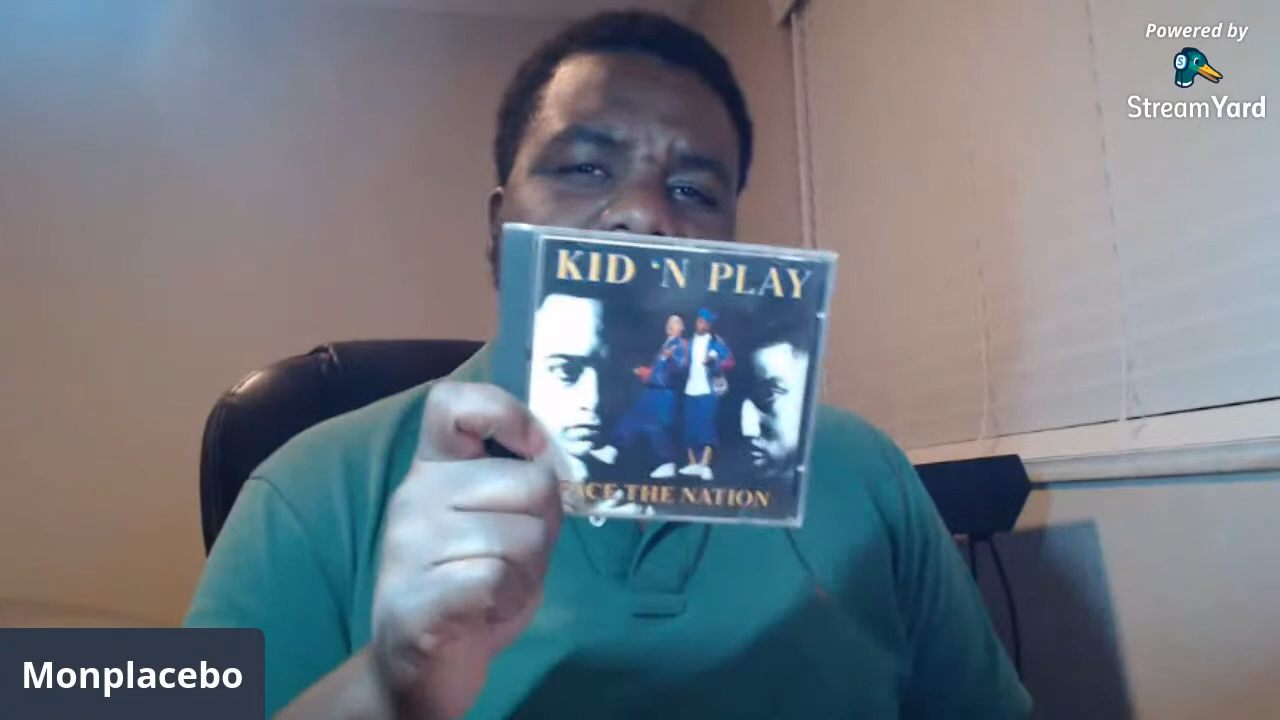 Powered by
StreamYard
KID 'N PLAY
FACE THE NATION
Monplacebo